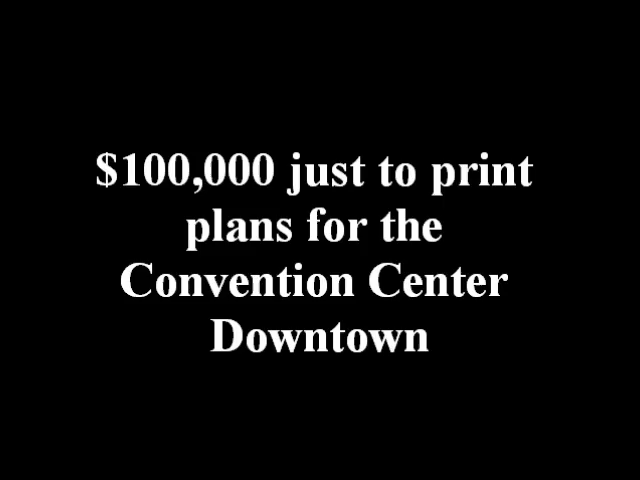 $100,000 just to print
plans for the
Convention Center
Downtown